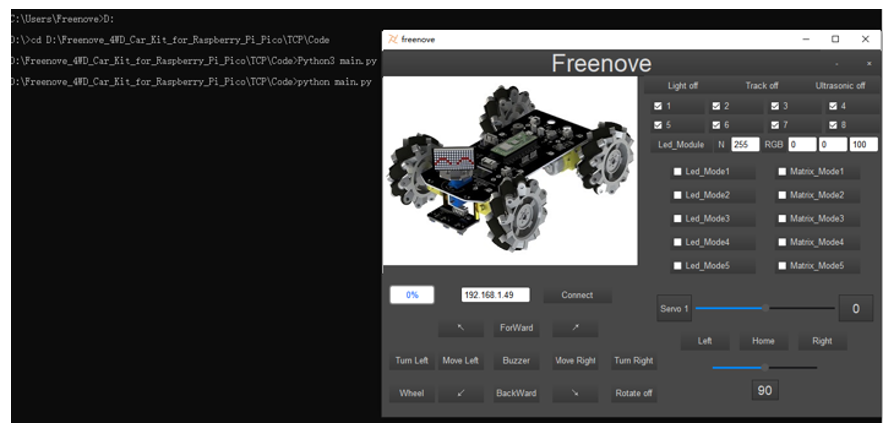 C:\Users\Freenove>D:
D:\>cd D:\Freenove_4WD_Car_Kit_for_Raspberry_Pi_Pico\TCP\Code
D:\Freenove_4WD_Car_Kit_for_Raspberry_Pi_Pico\TCP\Code>Python3 main.py
D:\Freenove_4WD_Car_Kit_for_Raspberry_Pi_Pico\TCP\Code>python main.py
freenove
Freenove
Light off Track off Ultrasonic off
1 2 3 4
5 6 7 8
Led_Module N 255 RGB 0 0 100
Led_Mode1 Matrix_Mode1
Led_Mode2 Matrix_Mode2
Led_Mode3 Matrix_Mode3
Led_Mode4 Matrix_Mode4
Led_Mode5 Matrix_Mode5
0% 192.168.1.49 Connect
Servo 1 0
↖ ForWard ↗
Left Home Right
Turn Left Move Left Buzzer Move Right Turn Right
Wheel ↙ BackWard ↘ Rotate off
90